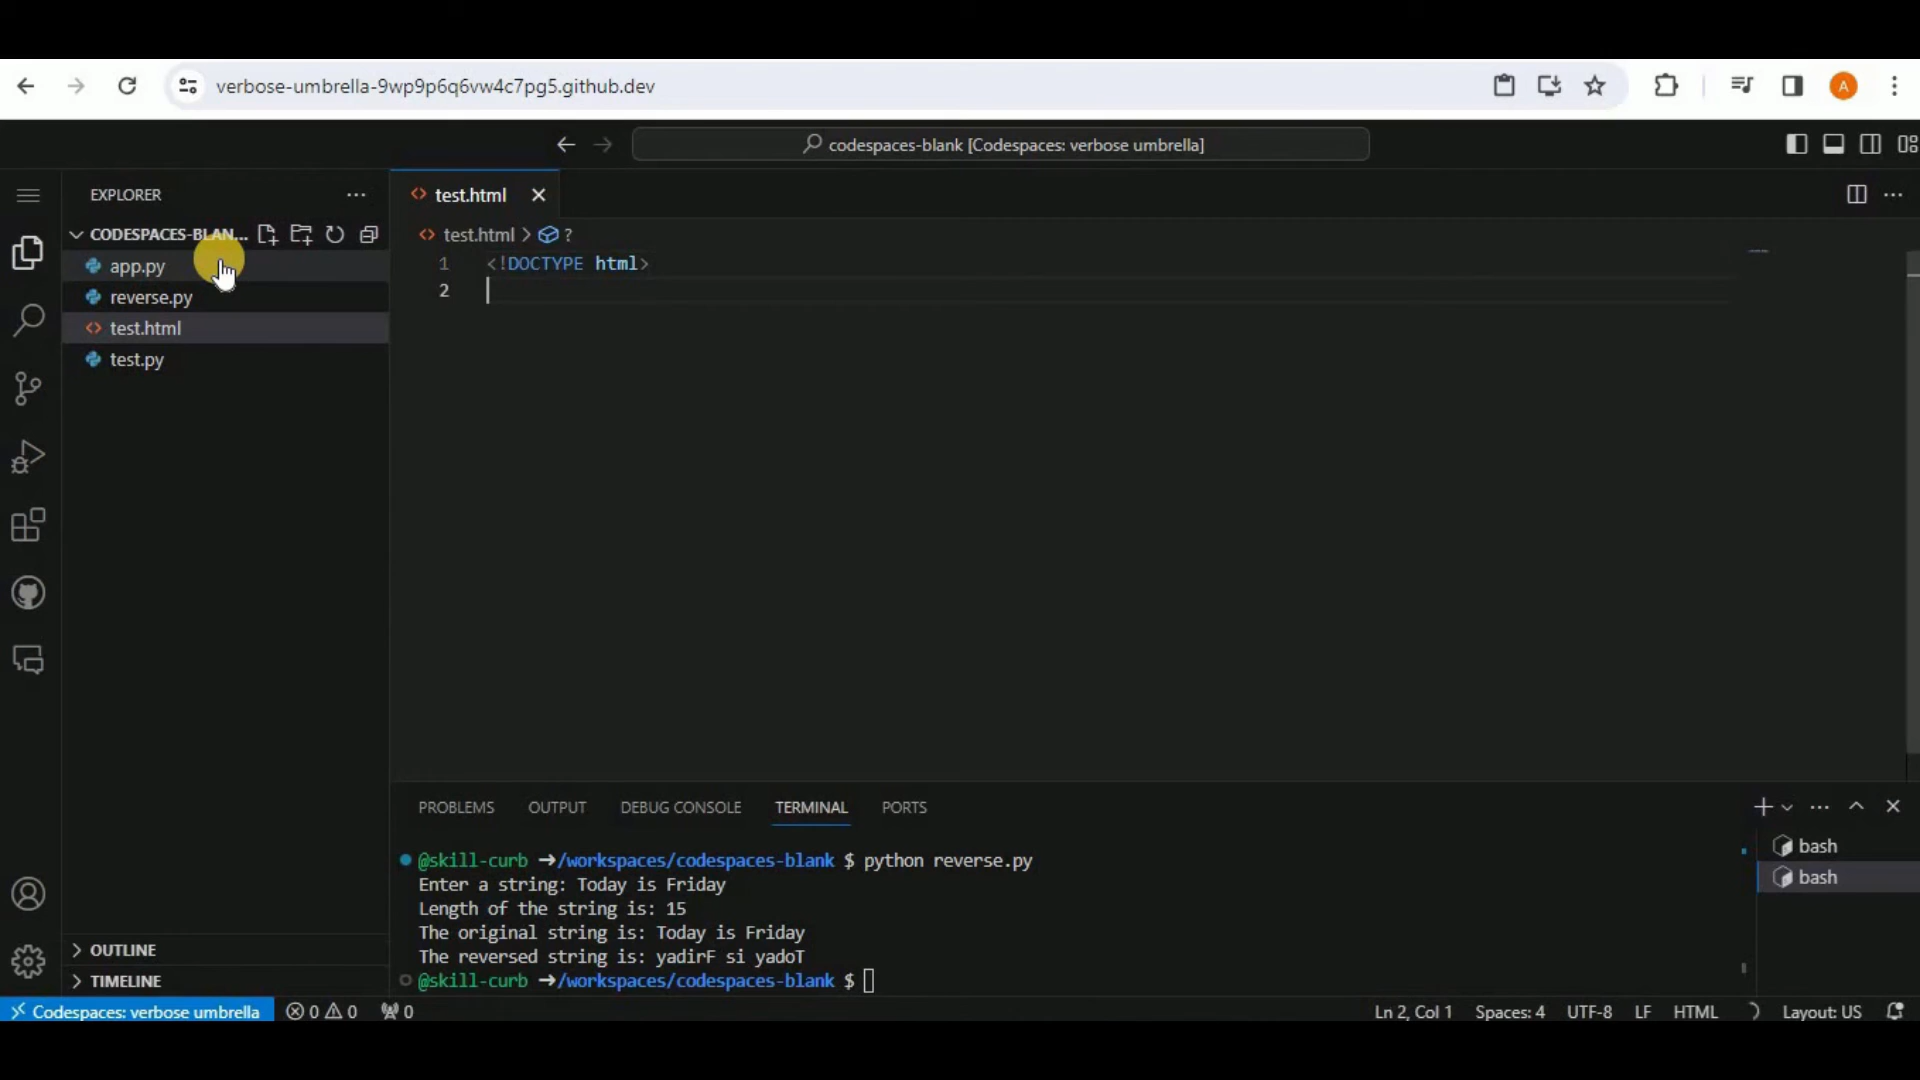 verbose-umbrella-9wp9p6q6vw4c7pg5.github.dev
A
codespaces-blank [Codespaces: verbose umbrella]
EXPLORER
test.html
CODESPACES-BLAN...
test.html > ?
app.py
1 <!DOCTYPE html>
2
reverse.py
test.html
test.py
PROBLEMS OUTPUT DEBUG CONSOLE TERMINAL PORTS
@skill-curb ➜/workspaces/codespaces-blank $ python reverse.py
bash
Enter a string: Today is Friday
bash
Length of the string is: 15
The original string is: Today is Friday
The reversed string is: yadirF si yadoT
@skill-curb ➜/workspaces/codespaces-blank $
OUTLINE
TIMELINE
Codespaces: verbose umbrella 0 0 0 Ln 2, Col 1 Spaces: 4 UTF-8 LF HTML Layout: US